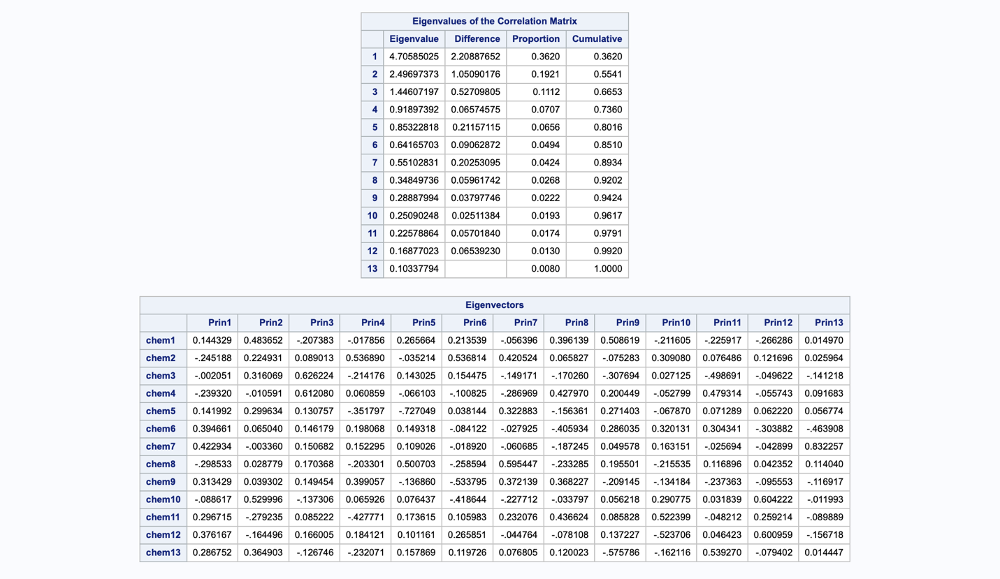 Eigenvalues of the Correlation Matrix
Eigenvalue Difference Proportion Cumulative
1 4.70585025 2.20887652 0.3620 0.3620
2 2.49697373 1.05090176 0.1921 0.5541
3 1.44607197 0.52709805 0.1112 0.6653
4 0.91897392 0.06574575 0.0707 0.7360
5 0.85322818 0.21157115 0.0656 0.8016
6 0.64165703 0.09062872 0.0494 0.8510
7 0.55102831 0.20253095 0.0424 0.8934
8 0.34849736 0.05961742 0.0268 0.9202
9 0.28887994 0.03797746 0.0222 0.9424
10 0.25090248 0.02511384 0.0193 0.9617
11 0.22578864 0.05701840 0.0174 0.9791
12 0.16877023 0.06539230 0.0130 0.9920
13 0.10337794 0.0080 1.0000
Eigenvectors
Prin1 Prin2 Prin3 Prin4 Prin5 Prin6 Prin7 Prin8 Prin9 Prin10 Prin11 Prin12 Prin13
chem1 0.144329 0.483652 -.207383 -.017856 0.265664 0.213539 -.056396 0.396139 0.508619 -.211605 -.225917 -.266286 0.014970
chem2 -.245188 0.224931 0.089013 0.536890 -.035214 0.536814 0.420524 0.065827 -.075283 0.309080 0.076486 0.121696 0.025964
chem3 -.002051 0.316069 0.626224 -.214176 0.143025 0.154475 -.149171 -.170260 -.307694 0.027125 -.498691 -.049622 -.141218
chem4 -.239320 -.010591 0.612080 0.060859 -.066103 -.100825 -.286969 0.427970 0.200449 -.052799 0.479314 -.055743 0.091683
chem5 0.141992 0.299634 0.130757 -.351797 -.727049 0.038144 0.322883 -.156361 0.271403 -.067870 0.071289 0.062220 0.056774
chem6 0.394661 0.065040 0.146179 0.198068 0.149318 -.084122 -.027925 -.405934 0.286035 0.320131 0.304341 -.303882 -.463908
chem7 0.422934 -.003360 0.150682 0.152295 0.109026 -.018920 -.060685 -.187245 0.049578 0.163151 -.025694 -.042899 0.832257
chem8 -.298533 0.028779 0.170368 -.203301 0.500703 -.258594 0.595447 -.233285 0.195501 -.215535 0.116896 0.042352 0.114040
chem9 0.313429 0.039302 0.149454 0.399057 -.136860 -.533795 0.372139 0.368227 -.209145 -.134184 -.237363 -.095553 -.116917
chem10 -.088617 0.529996 -.137306 0.065926 0.076437 -.418644 -.227712 -.033797 0.056218 0.290775 0.031839 0.604222 -.011993
chem11 0.296715 -.279235 0.085222 -.427771 0.173615 0.105983 0.232076 0.436624 0.085828 0.522399 -.048212 0.259214 -.089889
chem12 0.376167 -.164496 0.166005 0.184121 0.101161 0.265851 -.044764 -.078108 0.137227 -.523706 0.046423 0.600959 -.156718
chem13 0.286752 0.364903 -.126746 -.232071 0.157869 0.119726 0.076805 0.120023 -.575786 -.162116 0.539270 -.079402 0.014447